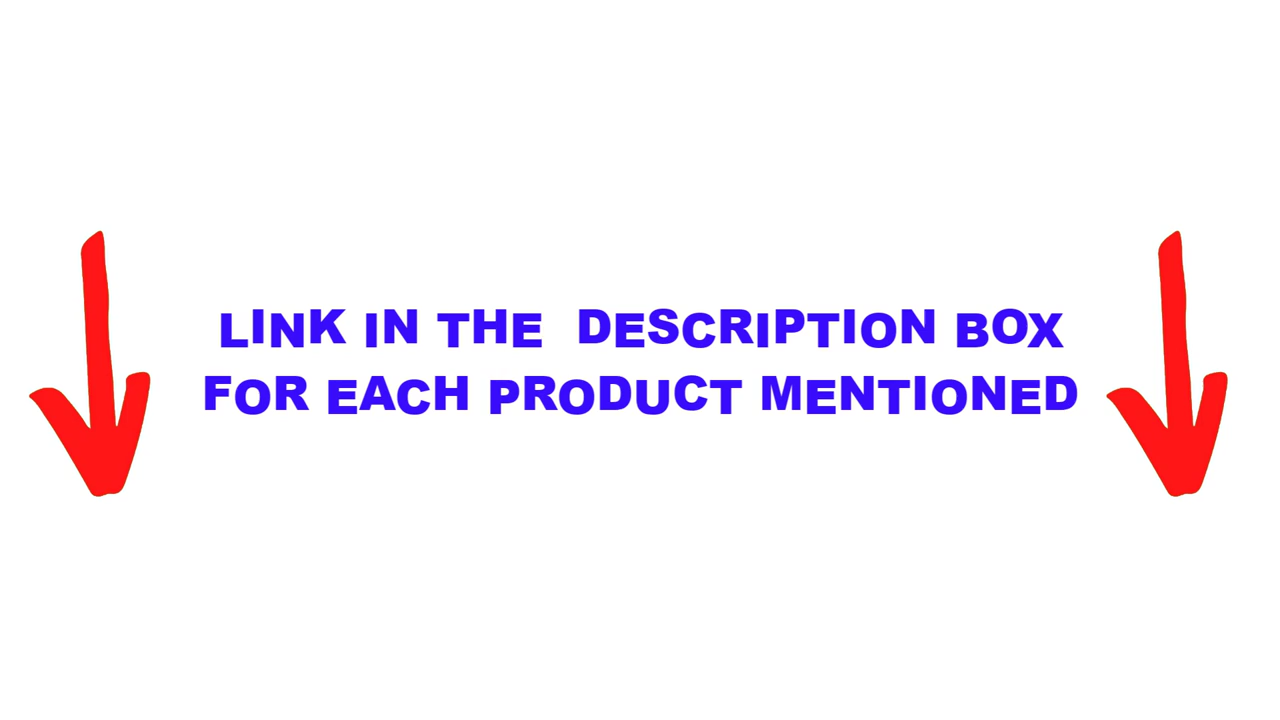 LINK IN THE DESCRIPTION BOX
FOR EACH PRODUCT MENTIONED